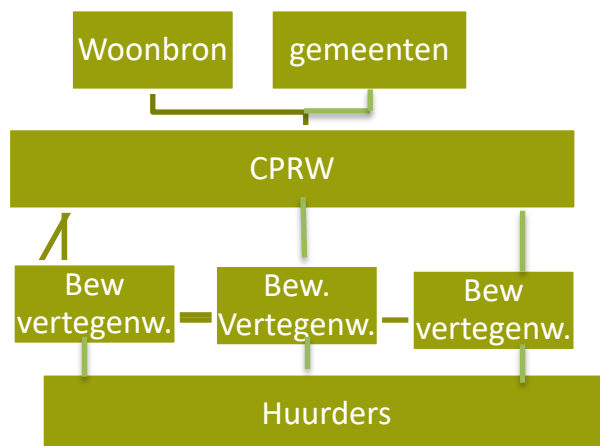 Woonbron
gemeenten
CPRW
Bew
vertegenw.
Bew.
Vertegenw.
Bew
vertegenw.
Huurders